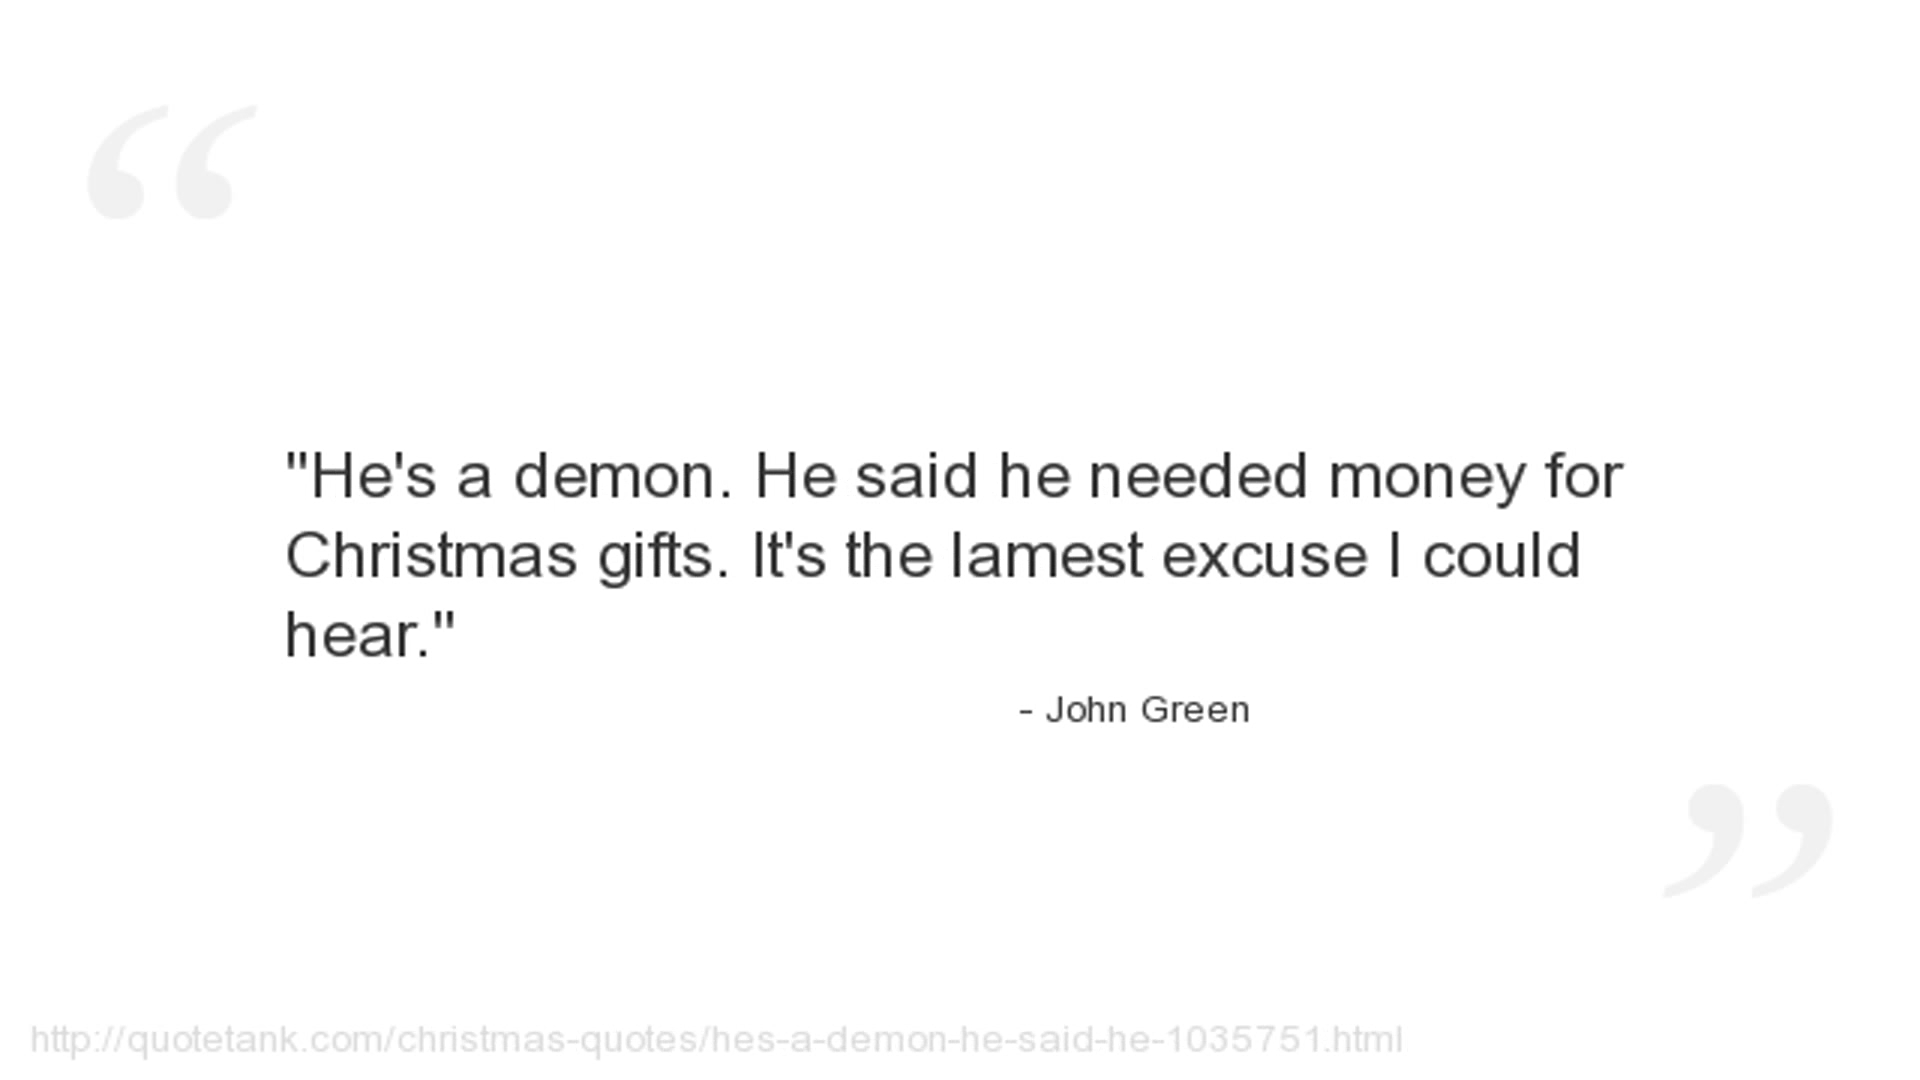 "He's a demon. He said he needed money for
Christmas gifts. It's the lamest excuse I could
hear."
- John Green
http://quotetank.com/christmas-quotes/hes-a-demon-he-said-he-1035751.html